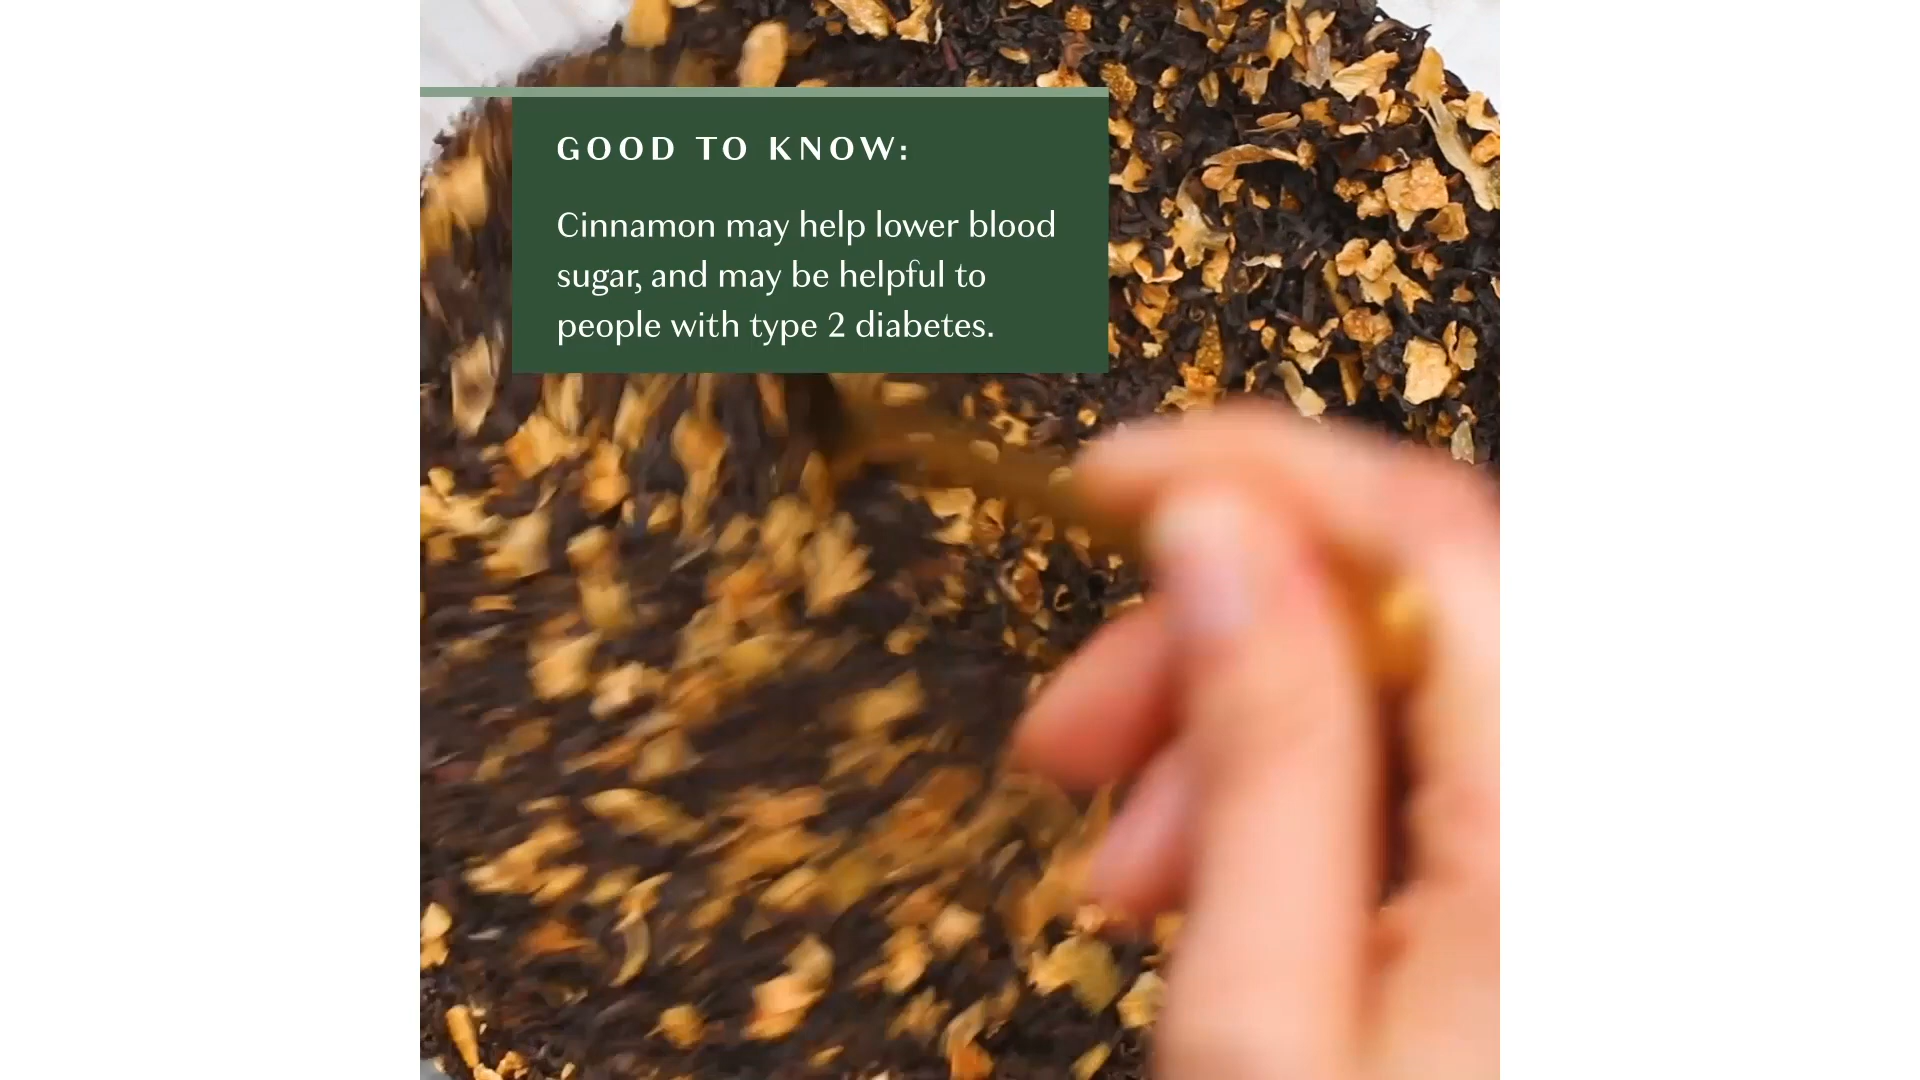 GOOD TO KNOW:
Cinnamon may help lower blood
sugar, and may be helpful to
people with type 2 diabetes.